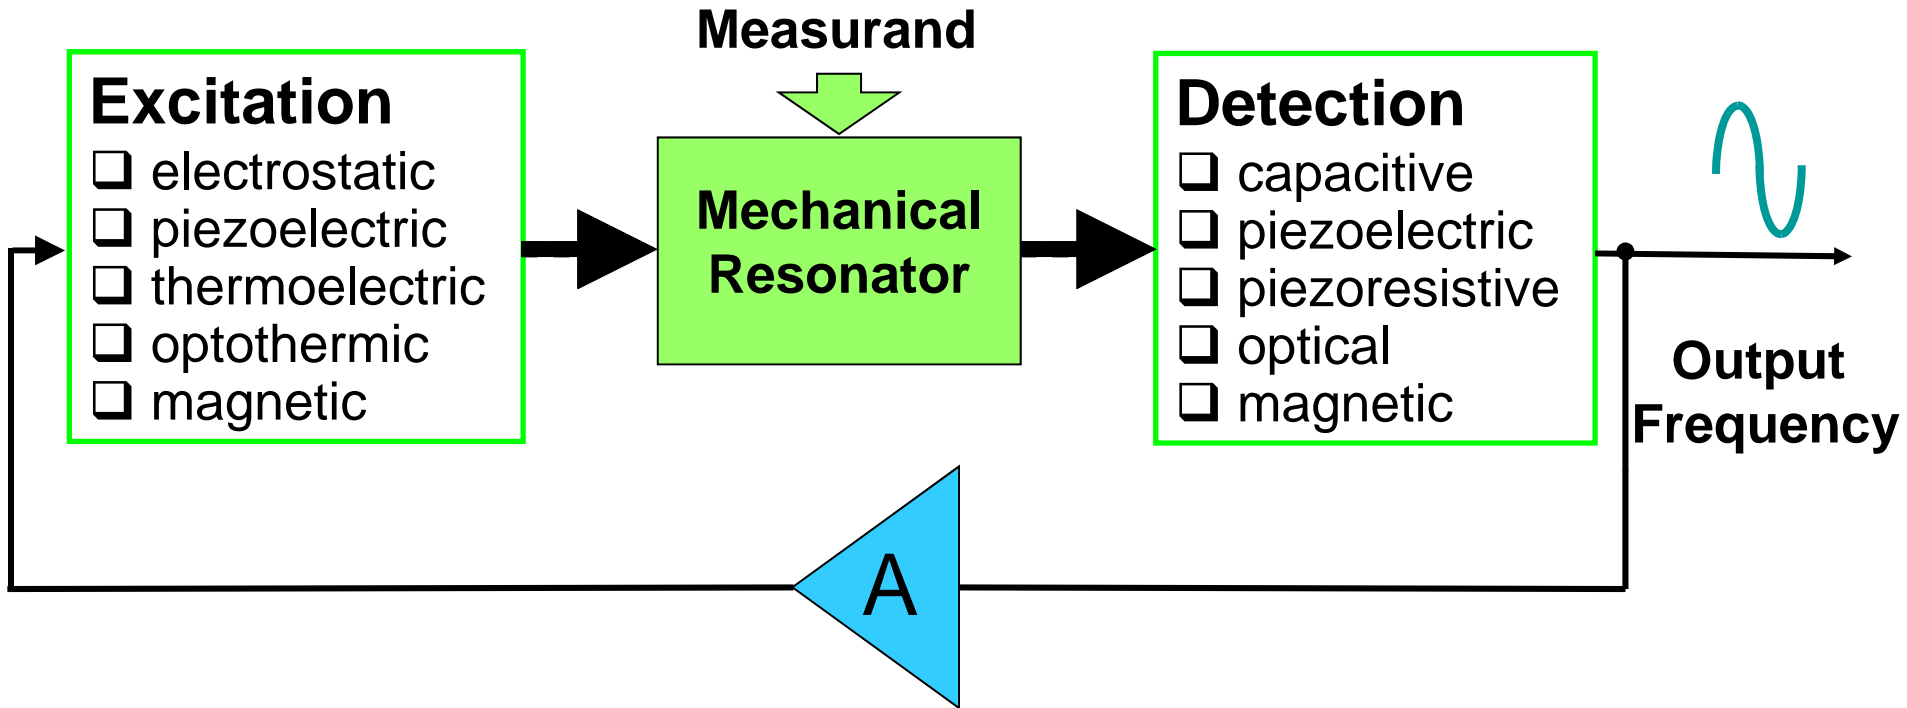 Measurand
Excitation
❑ electrostatic
❑ piezoelectric
❑ thermoelectric
❑ optothermic
❑ magnetic
Mechanical
Resonator
Detection
❑ capacitive
❑ piezoelectric
❑ piezoresistive
❑ optical
❑ magnetic
Output
Frequency
A